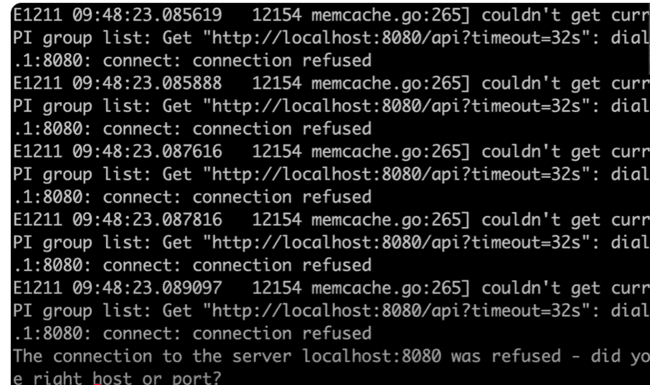 E1211 09:48:23.085619   12154 memcache.go:265] couldn't get curr
PI group list: Get "http://localhost:8080/api?timeout=32s": dial
.1:8080: connect: connection refused
E1211 09:48:23.085888   12154 memcache.go:265] couldn't get curr
PI group list: Get "http://localhost:8080/api?timeout=32s": dial
.1:8080: connect: connection refused
E1211 09:48:23.087616   12154 memcache.go:265] couldn't get curr
PI group list: Get "http://localhost:8080/api?timeout=32s": dial
.1:8080: connect: connection refused
E1211 09:48:23.087816   12154 memcache.go:265] couldn't get curr
PI group list: Get "http://localhost:8080/api?timeout=32s": dial
.1:8080: connect: connection refused
E1211 09:48:23.089097   12154 memcache.go:265] couldn't get curr
PI group list: Get "http://localhost:8080/api?timeout=32s": dial
.1:8080: connect: connection refused
The connection to the server localhost:8080 was refused - did yo
e right host or port?